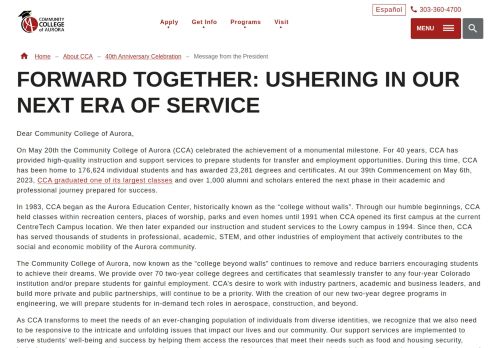 COMMUNITY
COLLEGE
OF AURORA
Español
303-360-4700
Apply
Get Info
Programs
Visit
MENU
Home – About CCA – 40th Anniversary Celebration – Message from the President
FORWARD TOGETHER: USHERING IN OUR
NEXT ERA OF SERVICE
Dear Community College of Aurora,
On May 20th the Community College of Aurora (CCA) celebrated the achievement of a monumental milestone. For 40 years, CCA has
provided high-quality instruction and support services to prepare students for transfer and employment opportunities. During this time, CCA
has been home to 176,624 individual students and has awarded 23,281 degrees and certificates. At our 39th Commencement on May 6th,
2023, CCA graduated one of its largest classes and over 1,000 alumni and scholars entered the next phase in their academic and
professional journey prepared for success.
In 1983, CCA began as the Aurora Education Center, historically known as the “college without walls”. Through our humble beginnings, CCA
held classes within recreation centers, places of worship, parks and even homes until 1991 when CCA opened its first campus at the current
CentreTech Campus location. We then later expanded our instruction and student services to the Lowry campus in 1994. Since then, CCA
has served thousands of students in professional, academic, STEM, and other industries of employment that actively contributes to the
social and economic mobility of the Aurora community.
The Community College of Aurora, now known as the “college beyond walls” continues to remove and reduce barriers encouraging students
to achieve their dreams. We provide over 70 two-year college degrees and certificates that seamlessly transfer to any four-year Colorado
institution and/or prepare students for gainful employment. CCA’s desire to work with industry partners, academic and business leaders, and
build more private and public partnerships, will continue to be a priority. With the creation of our new two-year degree programs in
engineering, we will prepare students for in-demand tech roles in aerospace, construction, and beyond.
As CCA transforms to meet the needs of an ever-changing population of individuals from diverse identities, we recognize that we also need
to be responsive to the intricate and unfolding issues that impact our lives and our community. Our support services are implemented to
serve students’ well-being and success by helping them access the resources that meet their needs such as food and housing security,